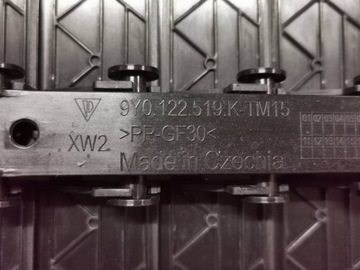 9Y0.122.519.K-TM15
XW2 >PP-GF30<
Made in Czechia